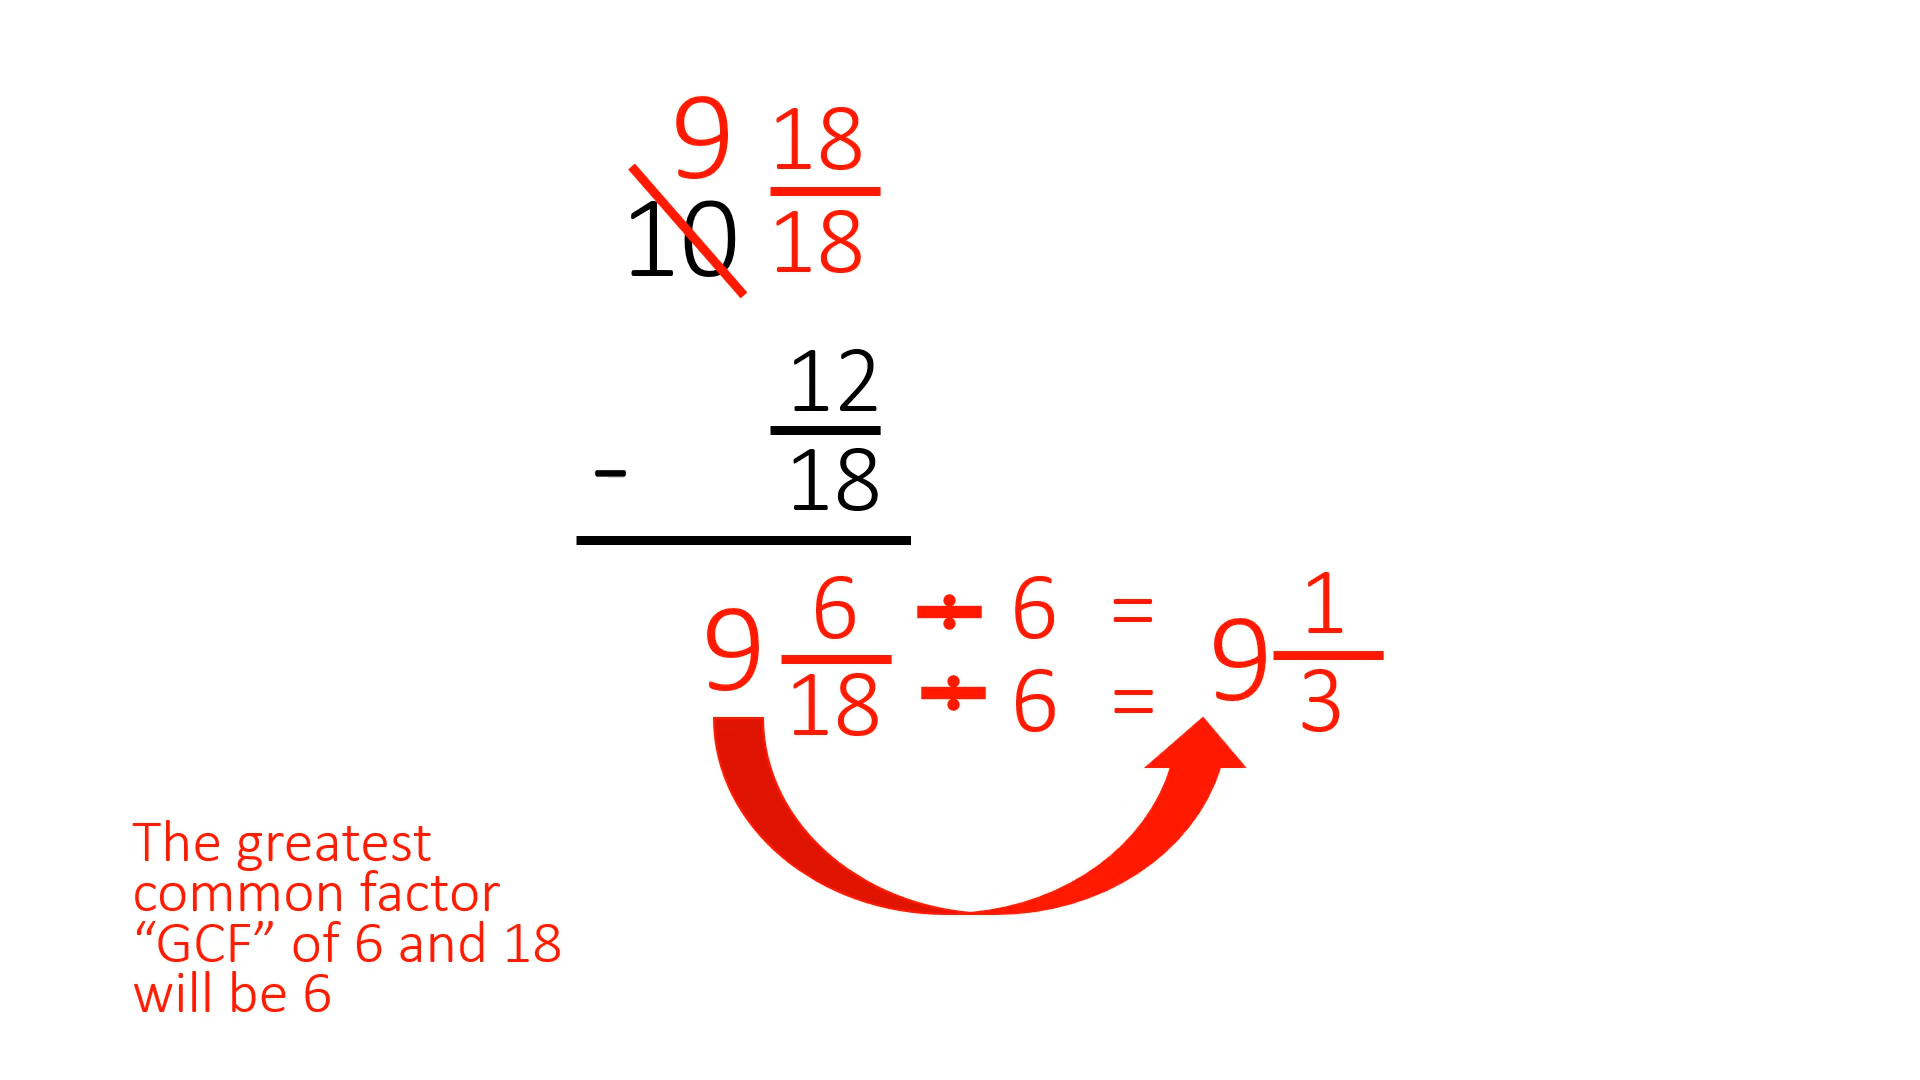 9 18
10 18
12
- 18
6 ÷ 6 = 1
9 9
18 ÷ 6 = 3
The greatest
common factor
“GCF” of 6 and 18
will be 6